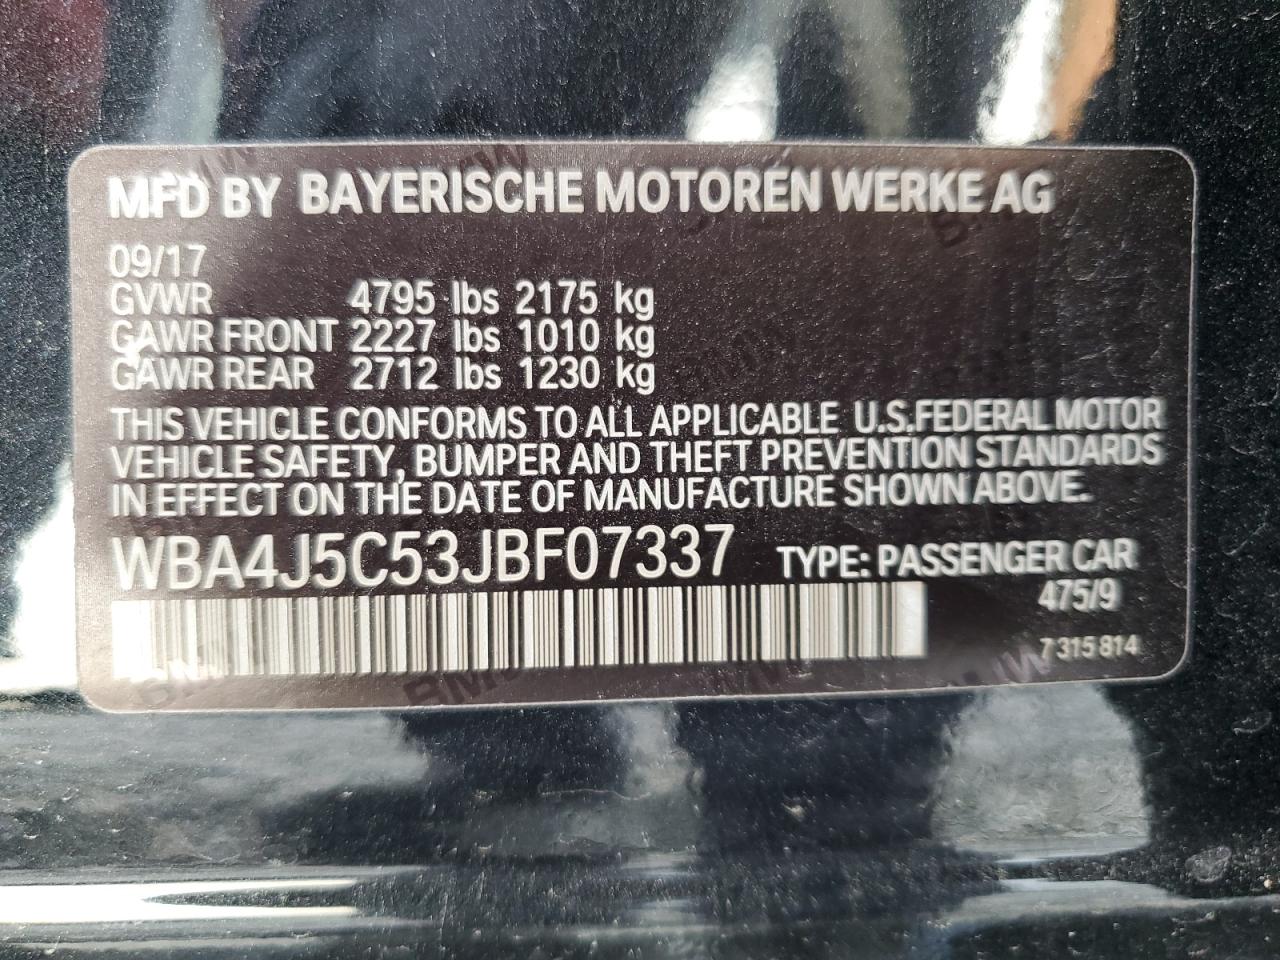 MFD BY BAYERISCHE MOTOREN WERKE AG
09/17
GVWR 4795 lbs 2175 kg
GAWR FRONT 2227 lbs 1010 kg
GAWR REAR 2712 lbs 1230 kg
THIS VEHICLE CONFORMS TO ALL APPLICABLE U.S.FEDERAL MOTOR
VEHICLE SAFETY, BUMPER AND THEFT PREVENTION STANDARDS
IN EFFECT ON THE DATE OF MANUFACTURE SHOWN ABOVE.
WBA4J5C53JBF07337 TYPE: PASSENGER CAR
475/9
7 315 814